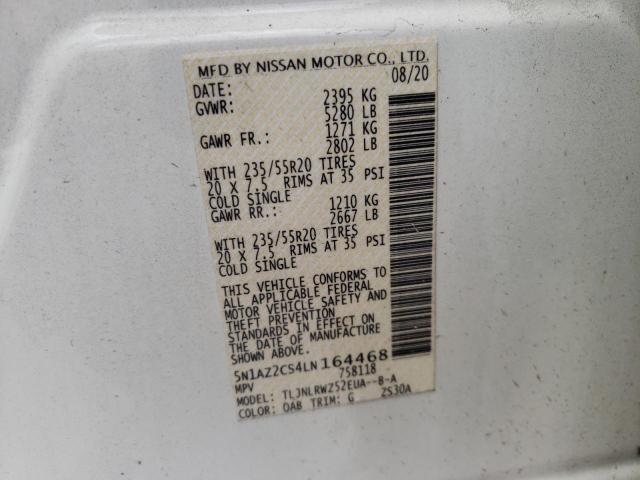 MFD BY NISSAN MOTOR CO., LTD.
DATE: 08/20
GVWR: 2395 KG
5280 LB
GAWR FR.: 1271 KG
2802 LB
WITH 235/55R20 TIRES
20 X 7.5 RIMS AT 35 PSI
COLD SINGLE
GAWR RR.: 1210 KG
2667 LB
WITH 235/55R20 TIRES
20 X 7.5 RIMS AT 35 PSI
COLD SINGLE
THIS VEHICLE CONFORMS TO
ALL APPLICABLE FEDERAL
MOTOR VEHICLE SAFETY AND
THEFT PREVENTION
STANDARDS IN EFFECT ON
THE DATE OF MANUFACTURE
SHOWN ABOVE.
5N1AZ2CS4LN164468
MPV 758118
MODEL: TLJNLRWZ52EUA--B-A
COLOR: QAB TRIM: G ZS30A